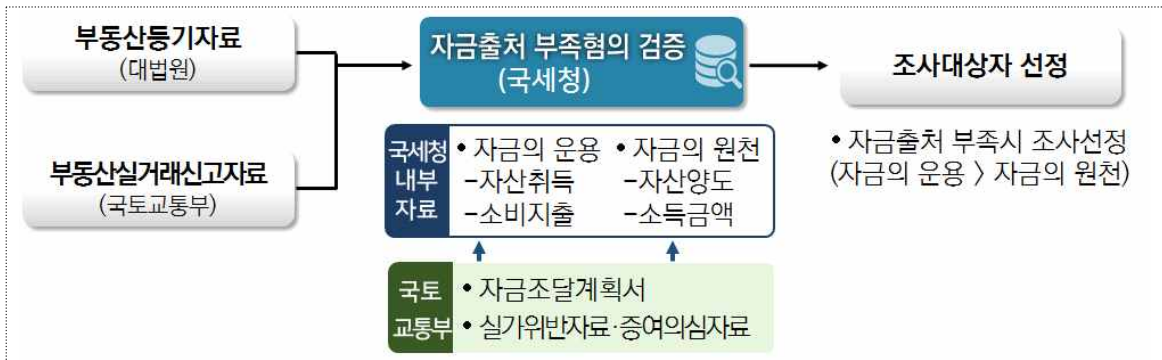 부동산등기자료
(대법원)
부동산실거래신고자료
(국토교통부)
자금출처 부족혐의 검증
(국세청)
조사대상자 선정
• 자금출처 부족시 조사선정
(자금의 운용 > 자금의 원천)
국세청
내부
자료
• 자금의 운용
-자산취득
-소비지출
• 자금의 원천
-자산양도
-소득금액
국토
교통부
• 자금조달계획서
• 실가위반자료·증여의심자료